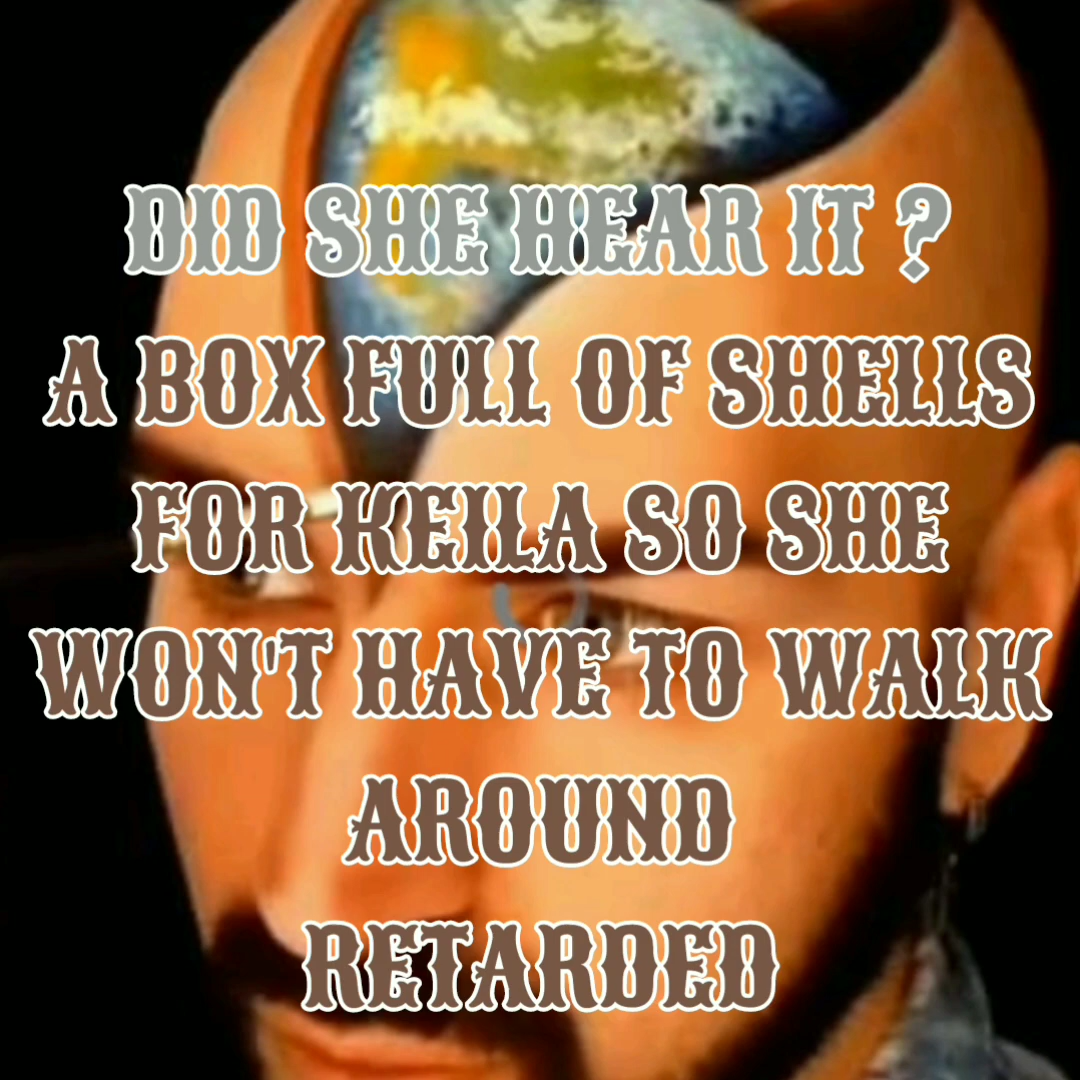 DID SHE HEAR IT ?
A BOX FULL OF SHELLS
FOR KEILA SO SHE
WON'T HAVE TO WALK
AROUND
RETARDED